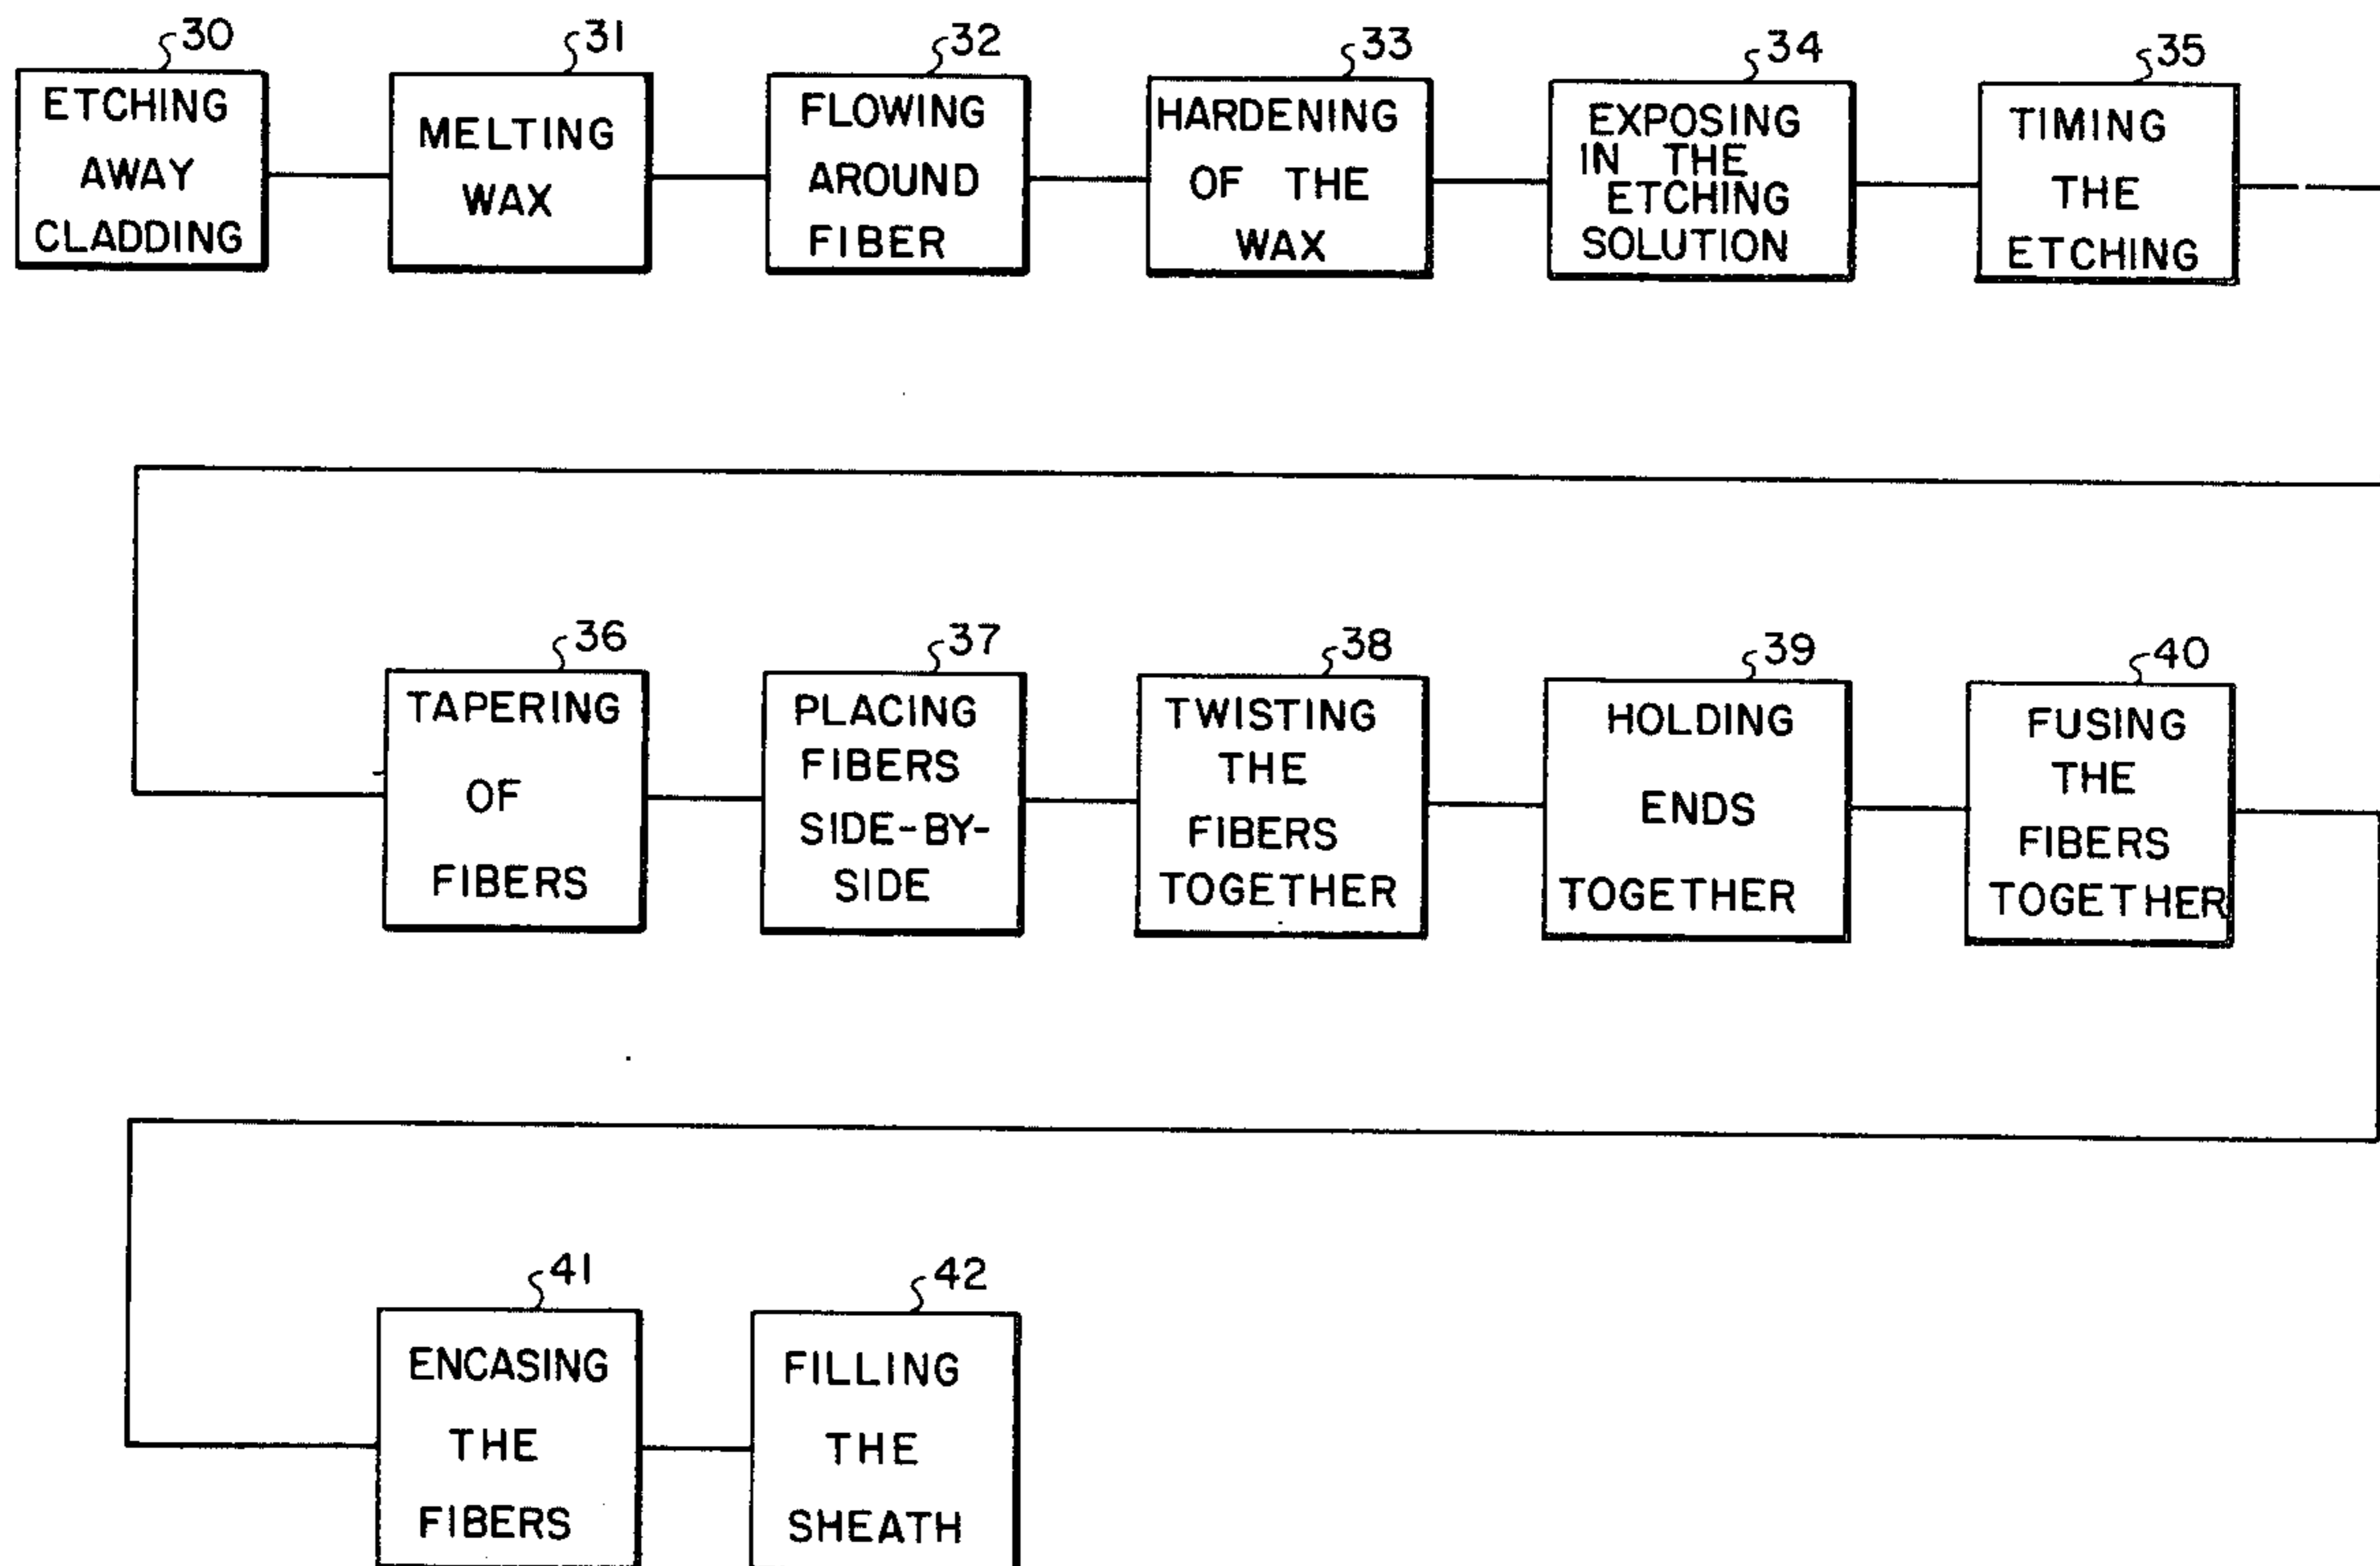 30
ETCHING
AWAY
CLADDING
31
MELTING
WAX
32
FLOWING
AROUND
FIBER
33
HARDENING
OF THE
WAX
34
EXPOSING
IN THE
ETCHING
SOLUTION
35
TIMING
THE
ETCHING
36
TAPERING
OF
FIBERS
37
PLACING
FIBERS
SIDE-BY-
SIDE
38
TWISTING
THE
FIBERS
TOGETHER
39
HOLDING
ENDS
TOGETHER
40
FUSING
THE
FIBERS
TOGETHER
41
ENCASING
THE
FIBERS
42
FILLING
THE
SHEATH